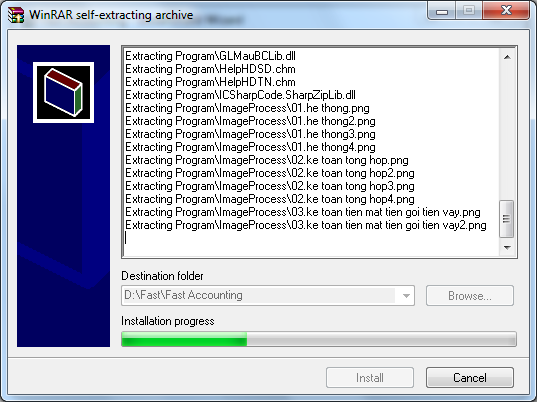 WinRAR self-extracting archive
Extracting Program\GLMauBCLib.dll
Extracting Program\HelpHDSD.chm
Extracting Program\HelpHDTN.chm
Extracting Program\ICSharpCode.SharpZipLib.dll
Extracting Program\ImageProcess\01.he thong.png
Extracting Program\ImageProcess\01.he thong2.png
Extracting Program\ImageProcess\01.he thong3.png
Extracting Program\ImageProcess\01.he thong4.png
Extracting Program\ImageProcess\02.ke toan tong hop.png
Extracting Program\ImageProcess\02.ke toan tong hop2.png
Extracting Program\ImageProcess\02.ke toan tong hop3.png
Extracting Program\ImageProcess\02.ke toan tong hop4.png
Extracting Program\ImageProcess\03.ke toan tien mat tien goi tien vay.png
Extracting Program\ImageProcess\03.ke toan tien mat tien goi tien vay2.png
Destination folder
D:\Fast\Fast Accounting
Browse...
Installation progress
Install
Cancel